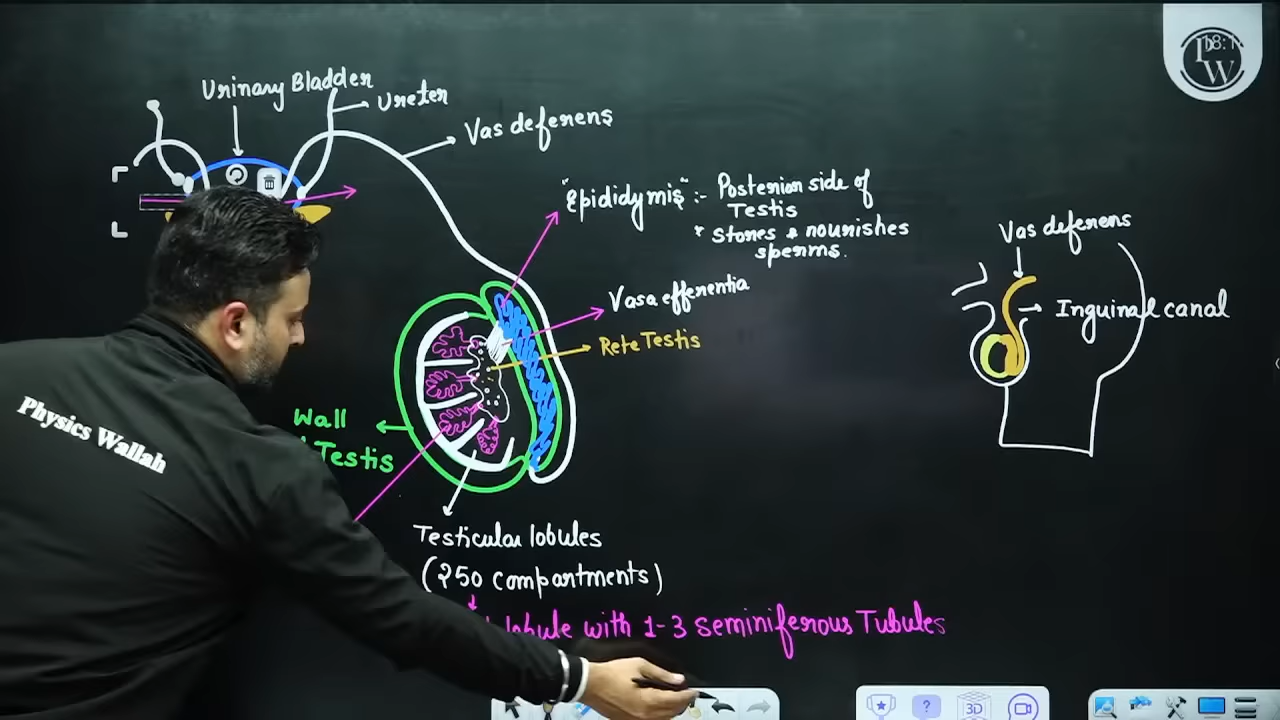 Urinary Bladder
Ureter
Vas deferens
"Epididymis" :- Posterior side of
Testis
* Stores & nourishes
sperms.
Vasa efferentia
Rete Testis
Wall
Testis
Testicular lobules
(250 compartments)
lobule with 1-3 seminiferous Tubules
Vas deferens
Inguinal canal
Physics Wallah
W
?
3D